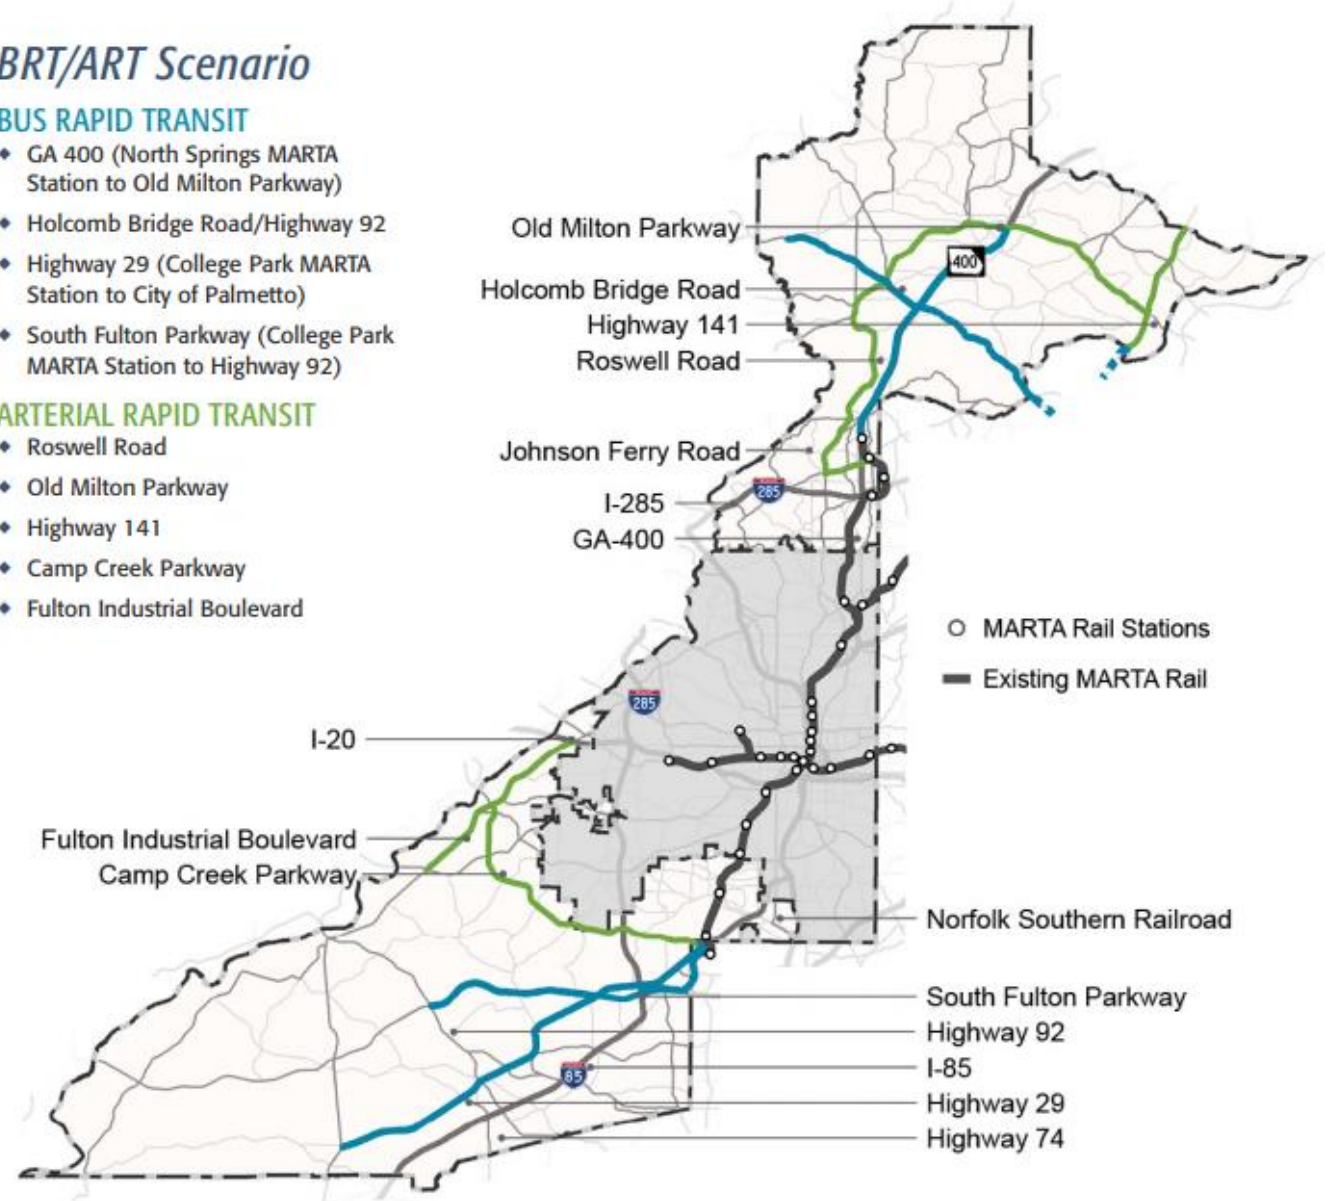 BRT/ART Scenario
BUS RAPID TRANSIT
GA 400 (North Springs MARTA
Station to Old Milton Parkway)
Holcomb Bridge Road/Highway 92
Highway 29 (College Park MARTA
Station to City of Palmetto)
South Fulton Parkway (College Park
MARTA Station to Highway 92)
ARTERIAL RAPID TRANSIT
Roswell Road
Old Milton Parkway
Highway 141
Camp Creek Parkway
Fulton Industrial Boulevard
Old Milton Parkway
400
Holcomb Bridge Road
Highway 141
Roswell Road
Johnson Ferry Road
I-285
285
GA-400
MARTA Rail Stations
Existing MARTA Rail
285
I-20
Fulton Industrial Boulevard
Camp Creek Parkway
Norfolk Southern Railroad
South Fulton Parkway
Highway 92
I-85
85
Highway 29
Highway 74